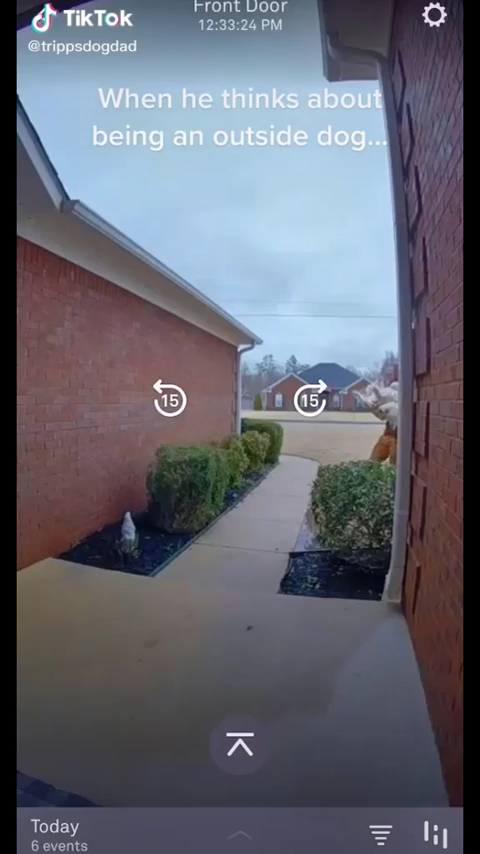 TikTok
@trippsdogdad
Front Door
12:33:24 PM
When he thinks about
being an outside dog...
15
15
Today
6 events